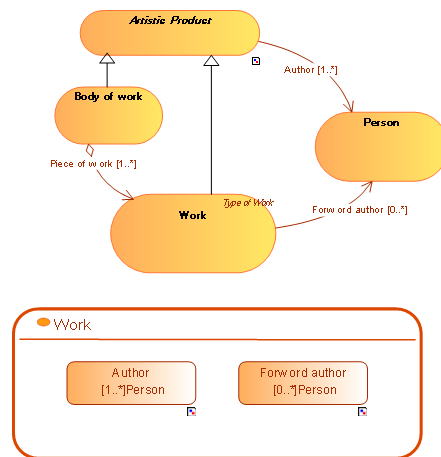 Artistic Product
Author [1..*]
Body of work
Person
Piece of work [1..*]
Type of Work
Work
Forword author [0..*]
Work
Author
[1..*]Person
Forword author
[0..*]Person